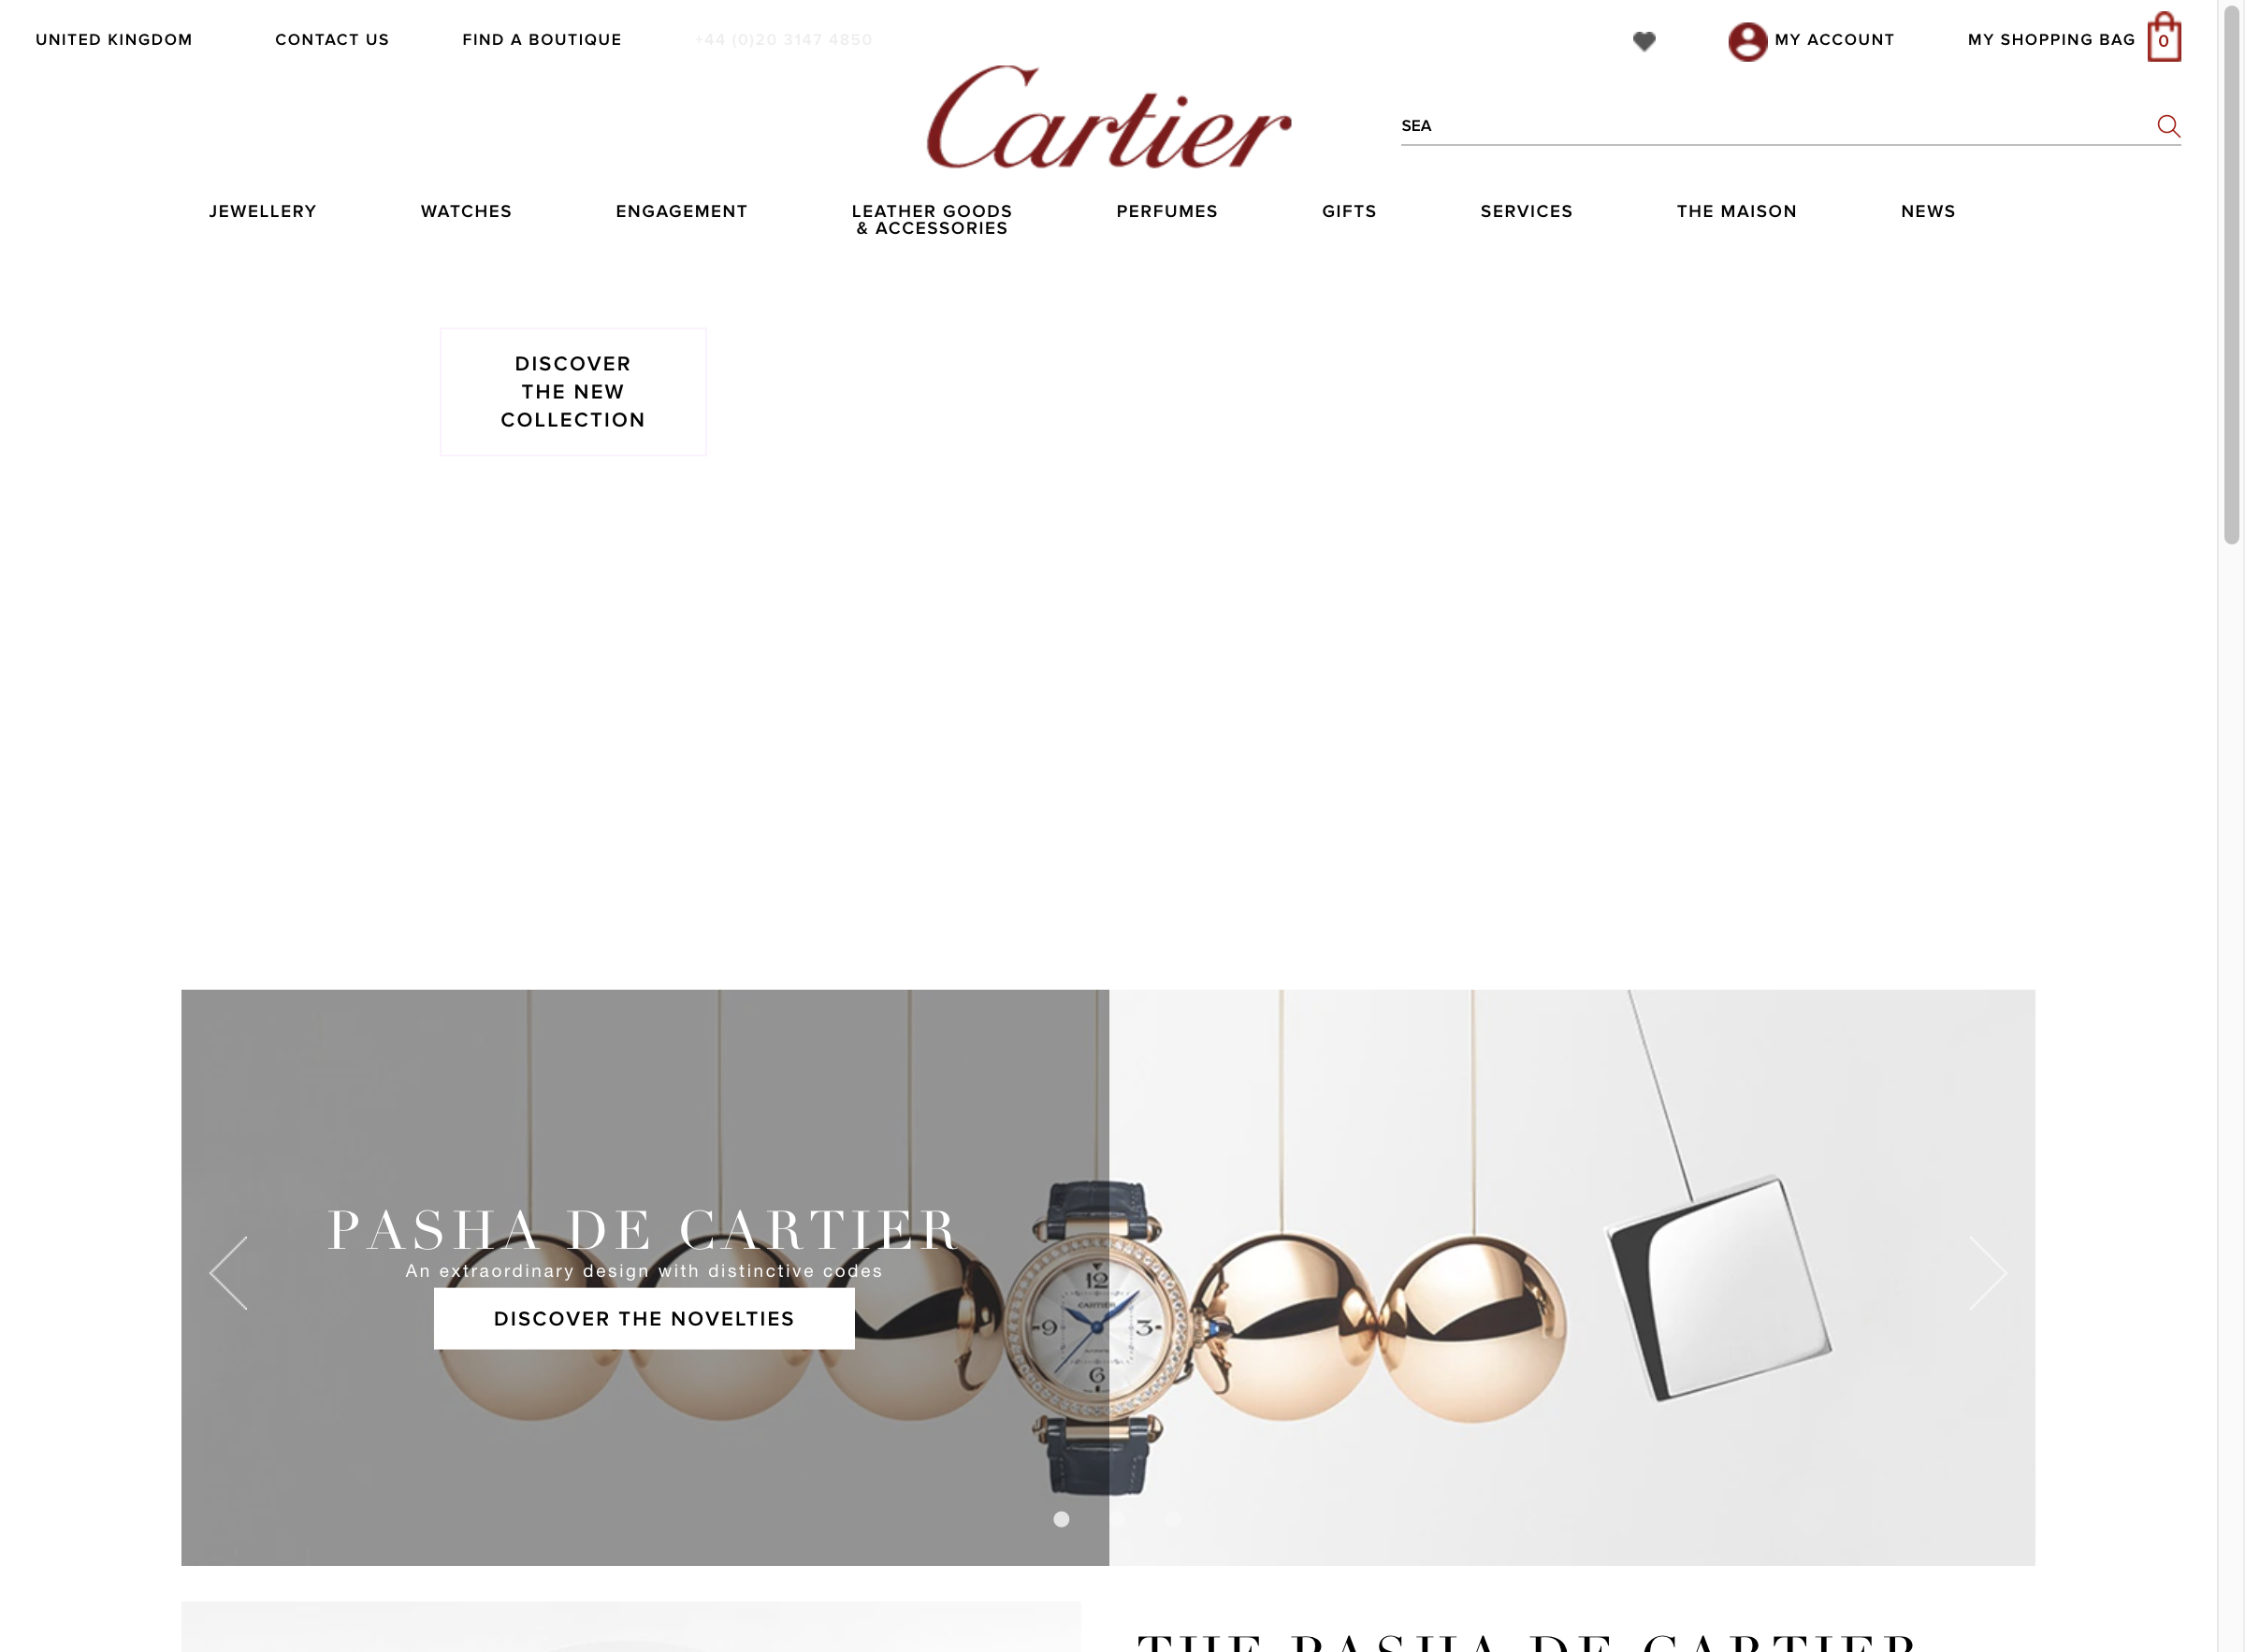 UNITED KINGDOM
CONTACT US
FIND A BOUTIQUE
+44 (0)20 3147 4850
MY ACCOUNT
MY SHOPPING BAG
0
Cartier
SEA
JEWELLERY
WATCHES
ENGAGEMENT
LEATHER GOODS
& ACCESSORIES
PERFUMES
GIFTS
SERVICES
THE MAISON
NEWS
DISCOVER
THE NEW
COLLECTION
PASHA DE CARTIER
An extraordinary design with distinctive codes
DISCOVER THE NOVELTIES
12
CARTIER
9
3
6
THE PASHA DE CARTIER